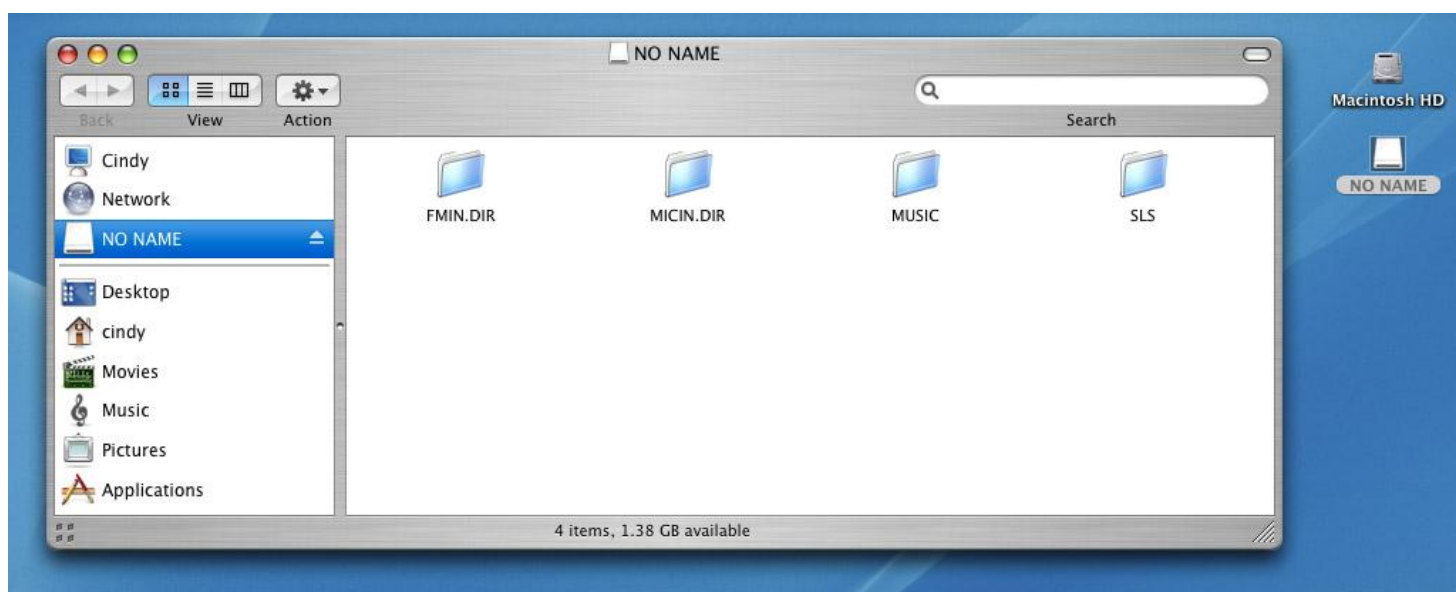 NO NAME
Back
View
Action
Search
Cindy
Network
NO NAME
Desktop
cindy
Movies
Music
Pictures
Applications
FMIN.DIR
MICIN.DIR
MUSIC
SLS
4 items, 1.38 GB available
Macintosh HD
NO NAME